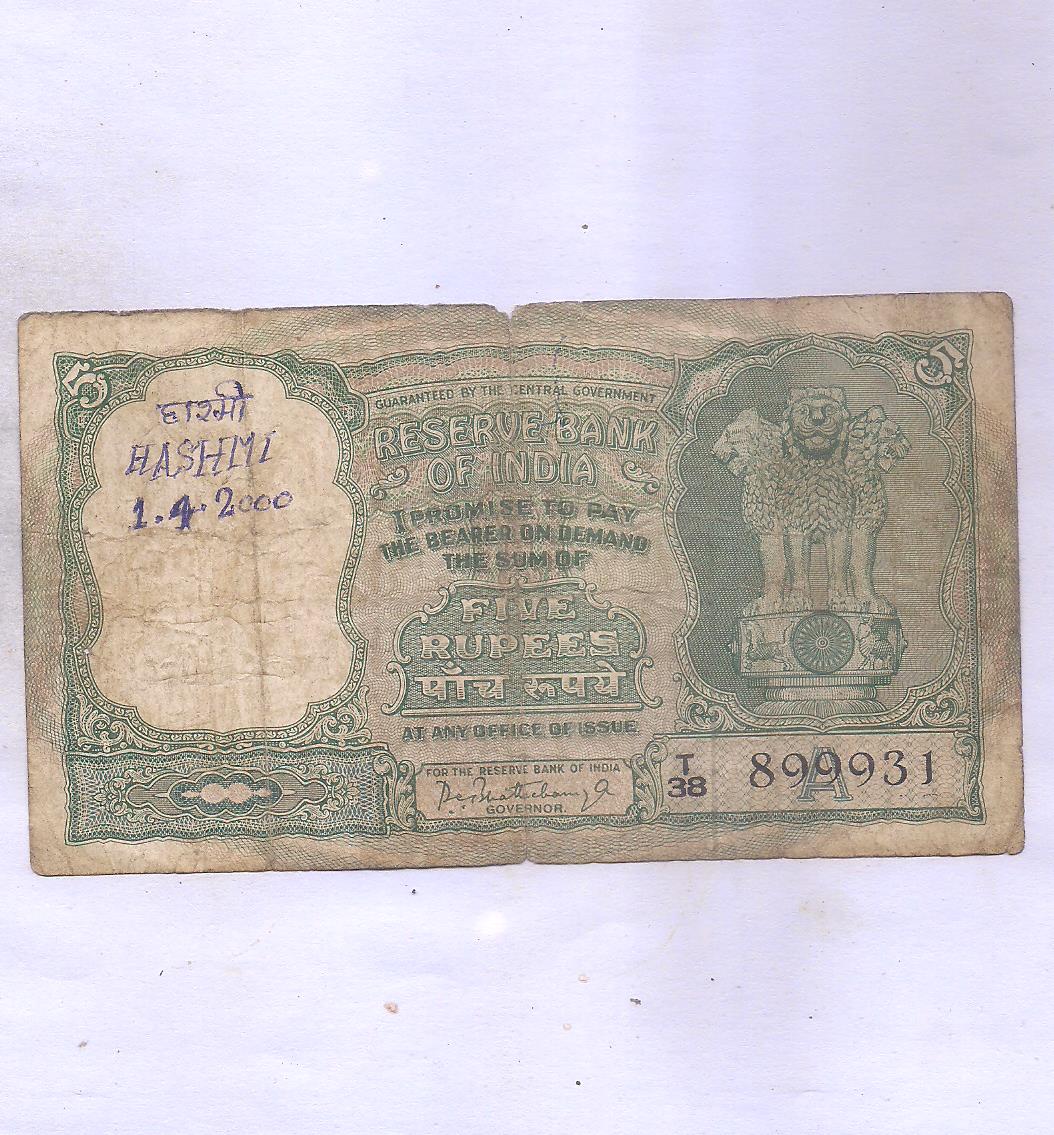 5
5
हाश्मी
HASHMI
1.4.2000
GUARANTEED BY THE CENTRAL GOVERNMENT
RESERVE BANK
OF INDIA
I PROMISE TO PAY
THE BEARER ON DEMAND
THE SUM OF
FIVE
RUPEES
पाँच रूपये
AT ANY OFFICE OF ISSUE
FOR THE RESERVE BANK OF INDIA
GOVERNOR.
T
38
899931
A